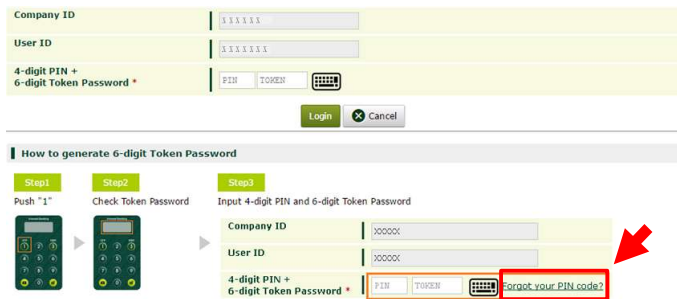 Company ID
XXXXXX
User ID
XXXXXXX
4-digit PIN +
6-digit Token Password *
PIN TOKEN
Login Cancel
How to generate 6-digit Token Password
Step1 Step2 Step3
Push "1" Check Token Password Input 4-digit PIN and 6-digit Token Password
Company ID XXXXX
User ID XXXXX
4-digit PIN +
6-digit Token Password * PIN TOKEN Forgot your PIN code?